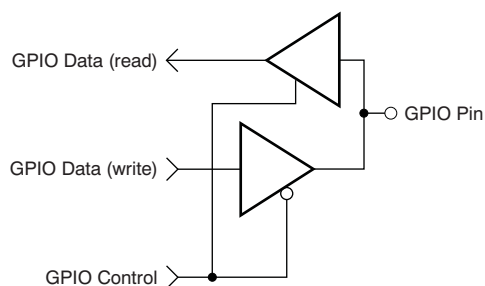 GPIO Data (read)
GPIO Pin
GPIO Data (write)
GPIO Control